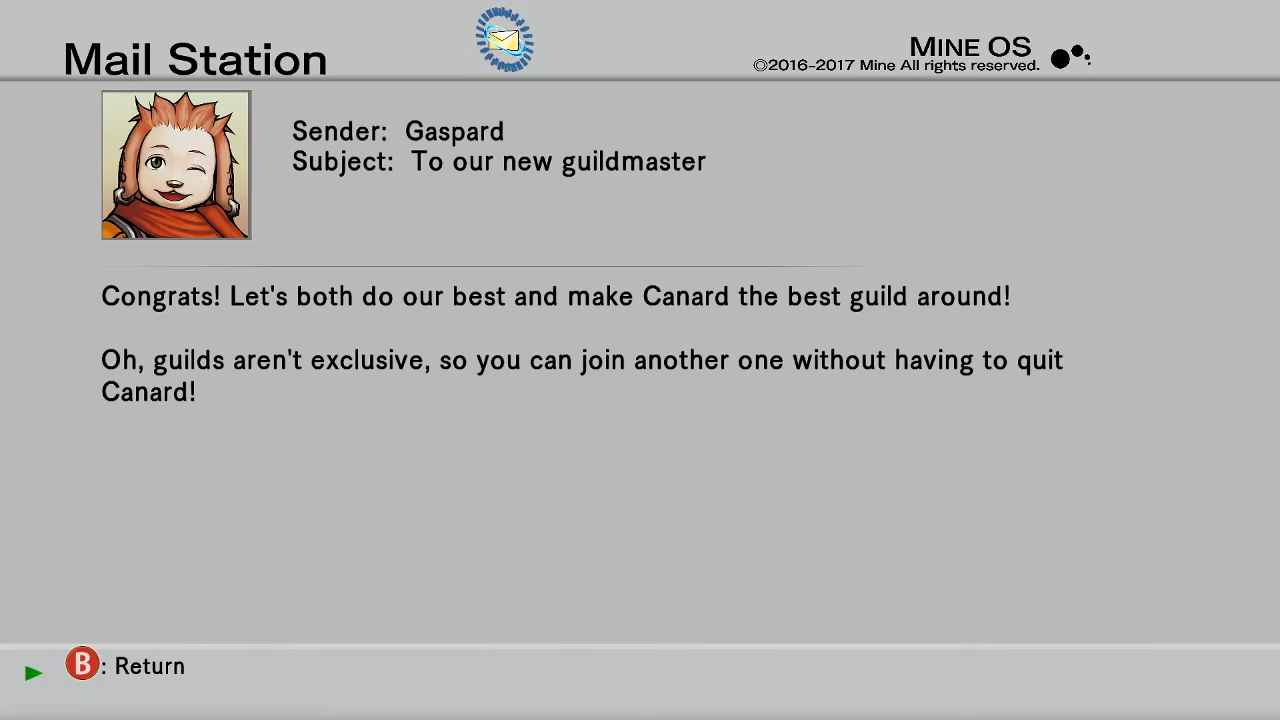 Mail Station
MINE OS
©2016-2017 Mine All rights reserved.
Sender: Gaspard
Subject: To our new guildmaster
Congrats! Let's both do our best and make Canard the best guild around!
Oh, guilds aren't exclusive, so you can join another one without having to quit
Canard!
B: Return